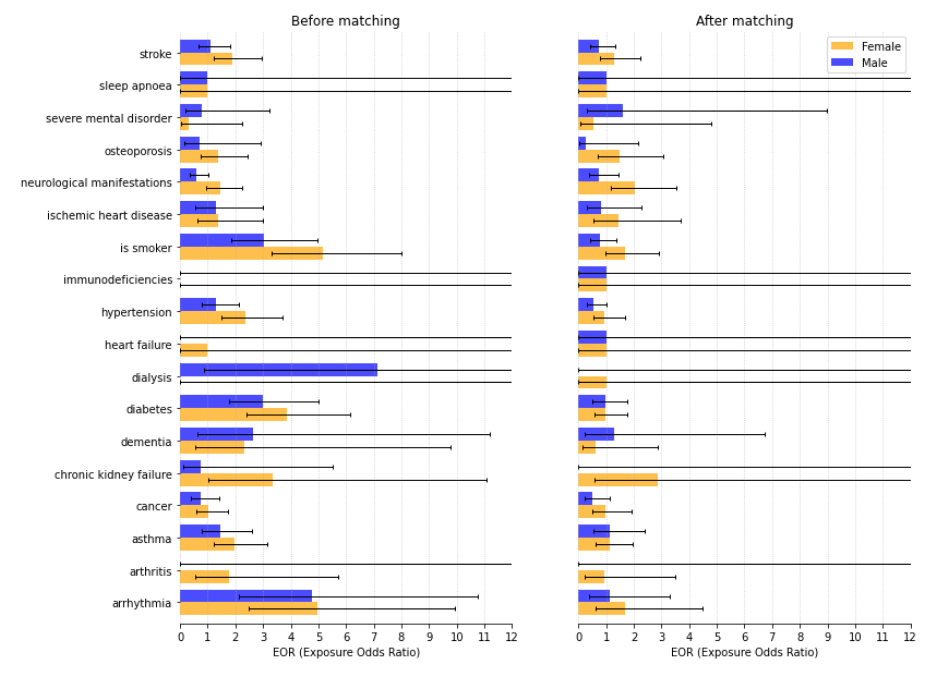 Before matching
After matching
stroke
sleep apnoea
severe mental disorder
osteoporosis
neurological manifestations
ischemic heart disease
is smoker
immunodeficiencies
hypertension
heart failure
dialysis
diabetes
dementia
chronic kidney failure
cancer
asthma
arthritis
arrhythmia
0 1 2 3 4 5 6 7 8 9 10 11 12
EOR (Exposure Odds Ratio)
Female
Male
0 1 2 3 4 5 6 7 8 9 10 11 12
EOR (Exposure Odds Ratio)